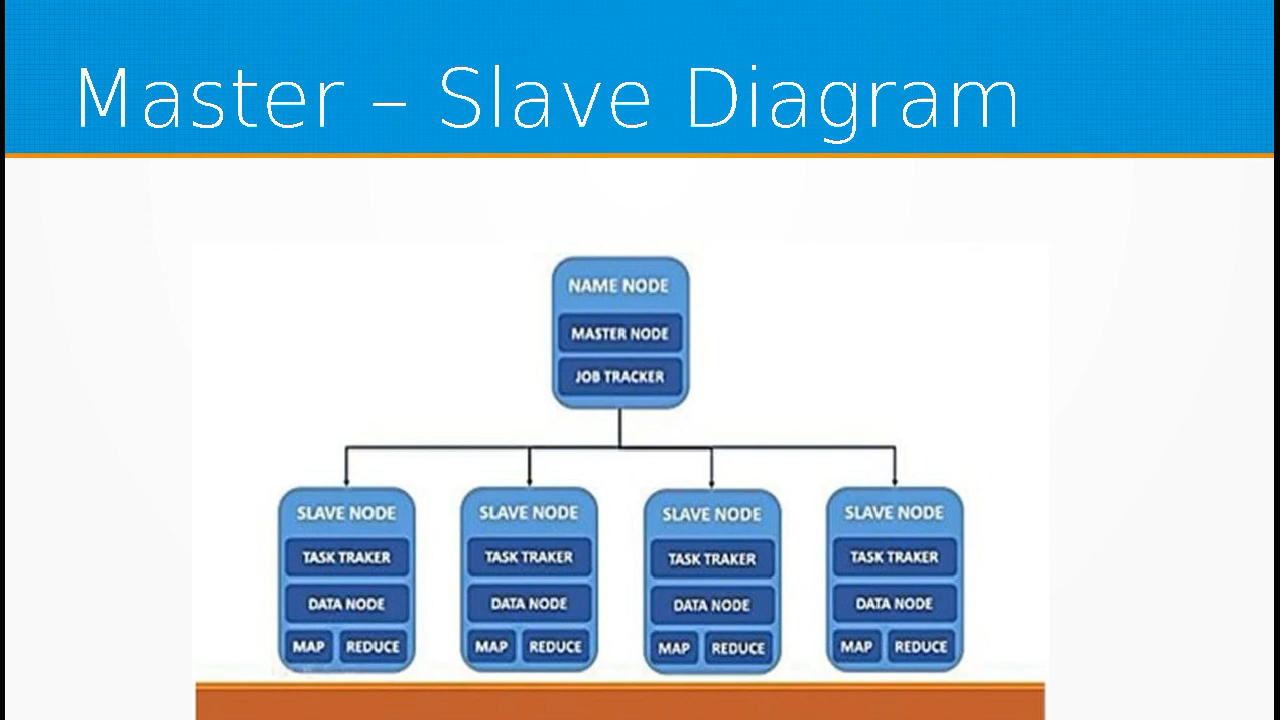 Master – Slave Diagram
NAME NODE
MASTER NODE
JOB TRACKER
SLAVE NODE
TASK TRAKER
DATA NODE
MAP REDUCE
SLAVE NODE
TASK TRAKER
DATA NODE
MAP REDUCE
SLAVE NODE
TASK TRAKER
DATA NODE
MAP REDUCE
SLAVE NODE
TASK TRAKER
DATA NODE
MAP REDUCE